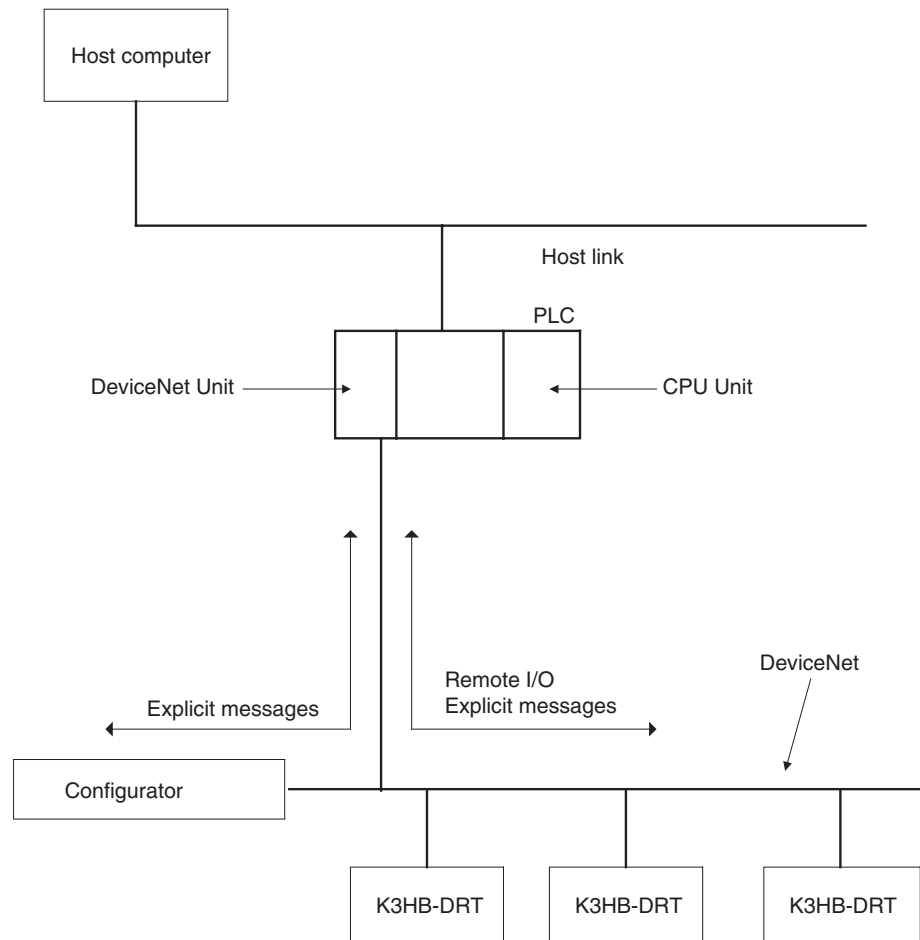 Host computer
Host link
PLC
DeviceNet Unit
CPU Unit
DeviceNet
Remote I/O
Explicit messages
Explicit messages
Configurator
K3HB-DRT
K3HB-DRT
K3HB-DRT